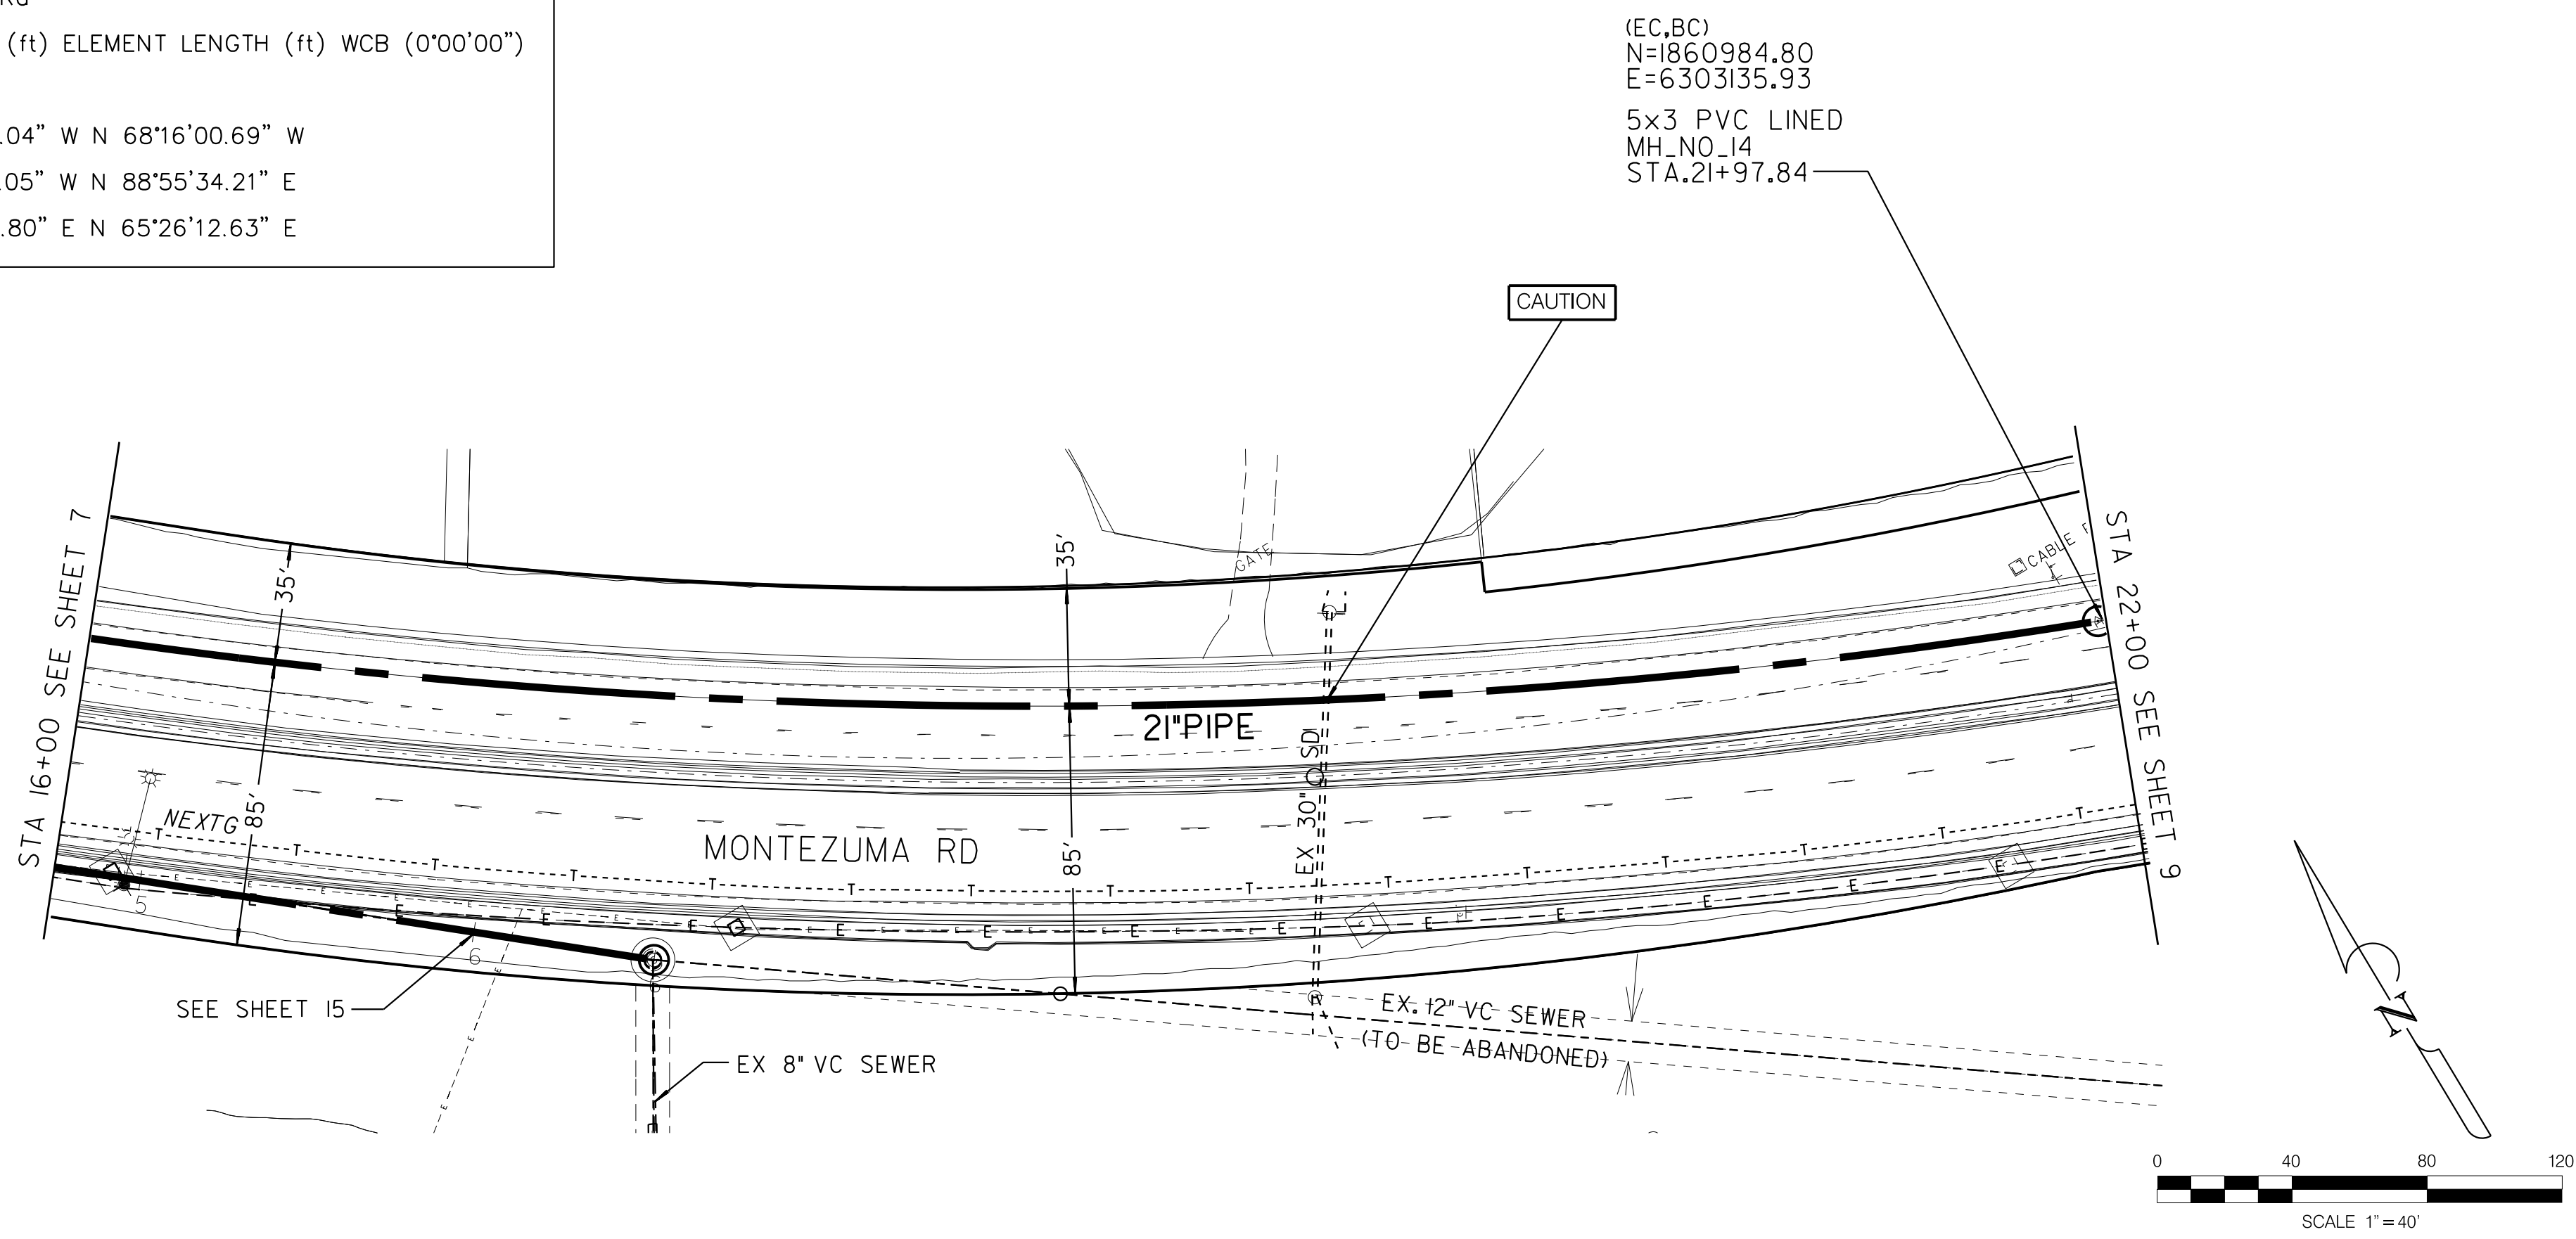 (ft) ELEMENT LENGTH (ft) WCB (0°00'00")
.04" W N 68°16'00.69" W
.05" W N 88°55'34.21" E
.80" E N 65°26'12.63" E
(EC,BC)
N=1860984.80
E=6303135.93
5x3 PVC LINED
MH_NO_14
STA.21+97.84
CAUTION
STA 16+00 SEE SHEET 7
35'
35'
GATE
CABLE
STA 22+00 SEE SHEET 9
21"PIPE
EX 30" SD
NEXTG
85'
85'
MONTEZUMA RD
T T T T T T T T T T T T T T T
E E E E E E E E E E E E E
5
6
SEE SHEET 15
EX 8" VC SEWER
EX. 12" VC SEWER
(TO BE ABANDONED)
N
0 40 80 120
SCALE 1"=40'